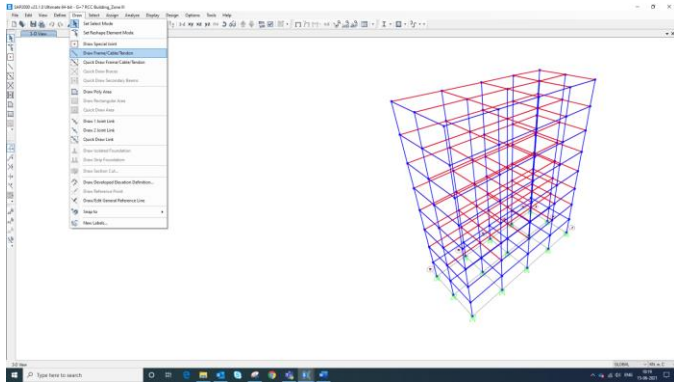 SAP2000 v23.1.0 Ultimate 64-bit - G+7 RCC Building_Zone III
File Edit View Define Draw Select Assign Analyze Display Design Options Tools Help
3-D View
Set Select Mode
Set Reshape Element Mode
Draw Special Joint
Draw Frame/Cable/Tendon
Quick Draw Frame/Cable/Tendon
Quick Draw Braces
Quick Draw Secondary Beams
Draw Poly Area
Draw Rectangular Area
Quick Draw Area
Draw 1 Joint Link
Draw 2 Joint Link
Quick Draw Link
Draw Isolated Foundation
Draw Strip Foundation
Draw Section Cut...
Draw Developed Elevation Definition...
Draw Reference Point
Draw/Edit General Reference Line
Snap to
New Labels...
3-D View
GLOBAL
Type here to search
ENG